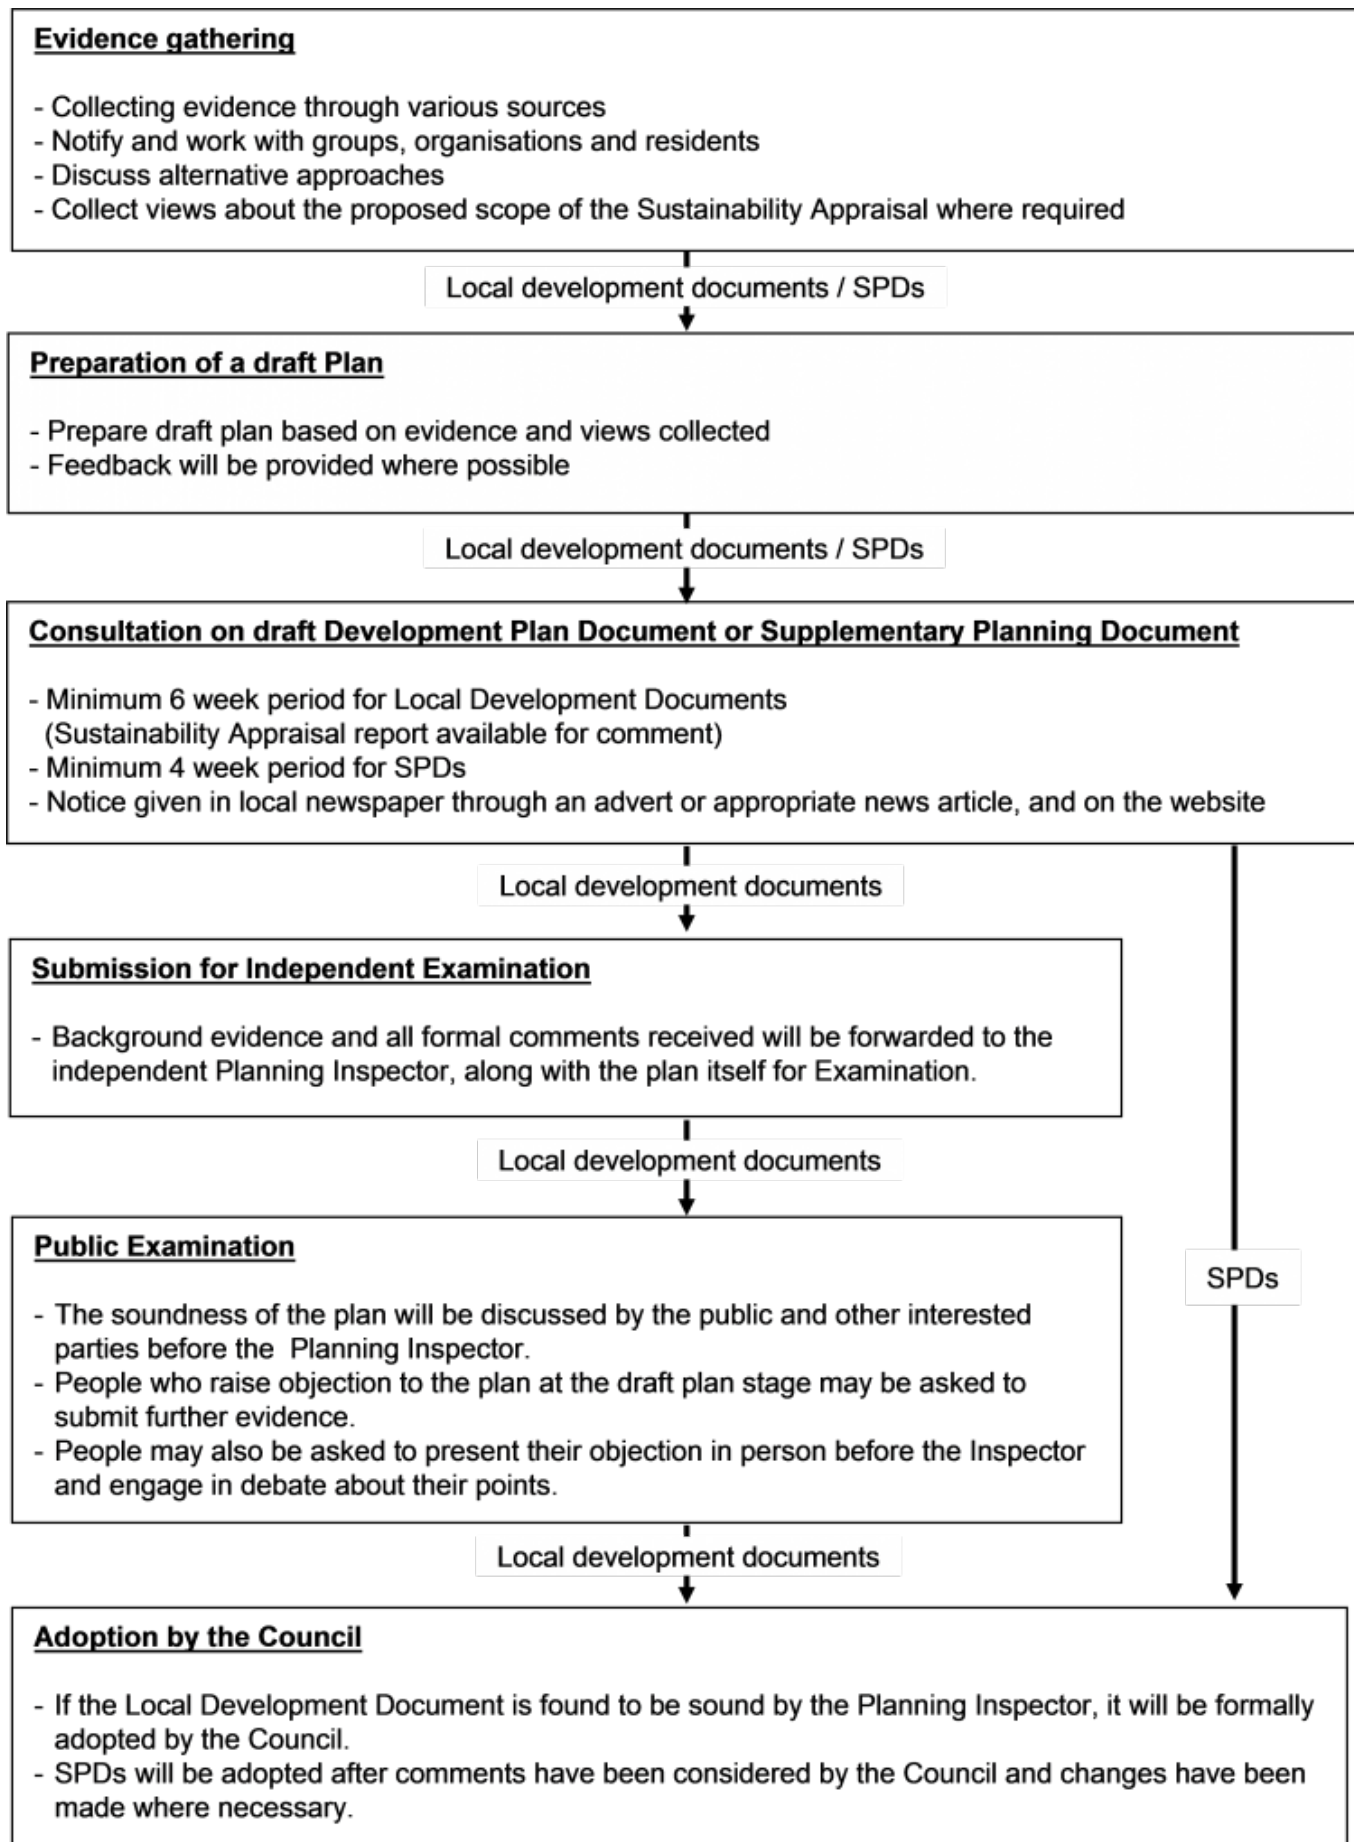 Evidence gathering
- Collecting evidence through various sources
- Notify and work with groups, organisations and residents
- Discuss alternative approaches
- Collect views about the proposed scope of the Sustainability Appraisal where required
Local development documents / SPDs
Preparation of a draft Plan
- Prepare draft plan based on evidence and views collected
- Feedback will be provided where possible
Local development documents / SPDs
Consultation on draft Development Plan Document or Supplementary Planning Document
- Minimum 6 week period for Local Development Documents
(Sustainability Appraisal report available for comment)
- Minimum 4 week period for SPDs
- Notice given in local newspaper through an advert or appropriate news article, and on the website
Local development documents
Submission for Independent Examination
- Background evidence and all formal comments received will be forwarded to the
independent Planning Inspector, along with the plan itself for Examination.
Local development documents
Public Examination
- The soundness of the plan will be discussed by the public and other interested
parties before the Planning Inspector.
- People who raise objection to the plan at the draft plan stage may be asked to
submit further evidence.
- People may also be asked to present their objection in person before the Inspector
and engage in debate about their points.
SPDs
Local development documents
Adoption by the Council
- If the Local Development Document is found to be sound by the Planning Inspector, it will be formally
adopted by the Council.
- SPDs will be adopted after comments have been considered by the Council and changes have been
made where necessary.